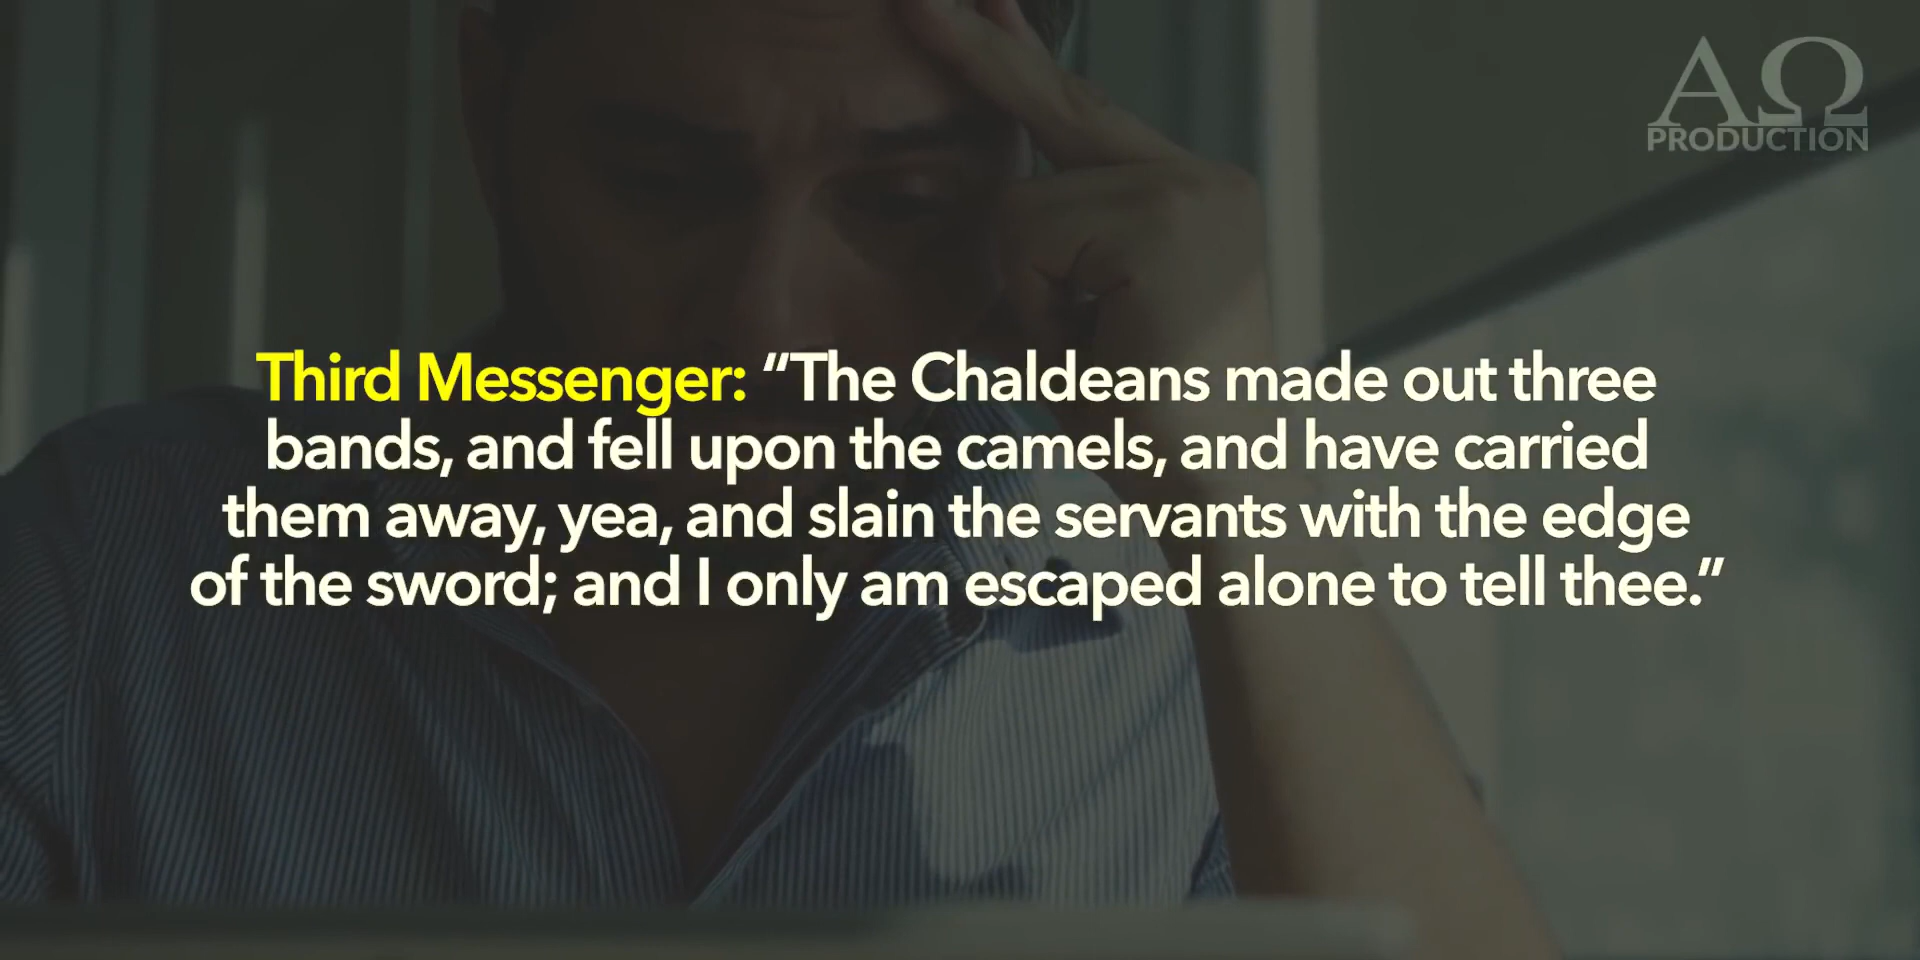 ΑΩ
PRODUCTION
Third Messenger: “The Chaldeans made out three
bands, and fell upon the camels, and have carried
them away, yea, and slain the servants with the edge
of the sword; and I only am escaped alone to tell thee.”